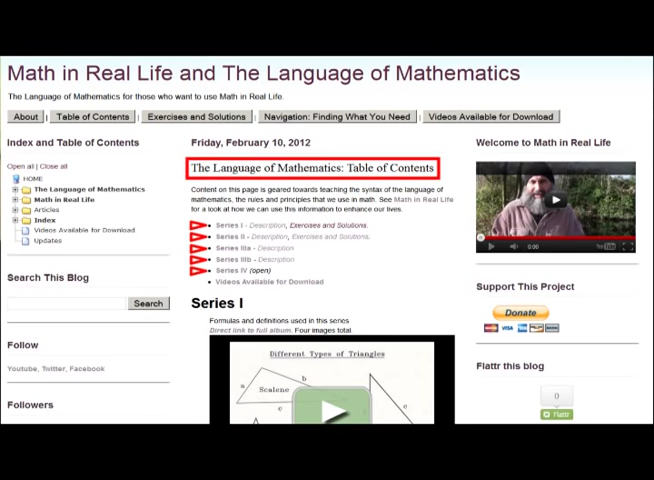 Math in Real Life and The Language of Mathematics
The Language of Mathematics for those who want to use Math in Real Life.
About | Table of Contents | Exercises and Solutions | Navigation: Finding What You Need | Videos Available for Download
Index and Table of Contents
Open all | Close all
HOME
The Language of Mathematics
Math in Real Life
Articles
Index
Videos Available for Download
Updates
Search This Blog
Search
Follow
Youtube, Twitter, Facebook
Followers
Friday, February 10, 2012
The Language of Mathematics: Table of Contents
Content on this page is geared towards teaching the syntax of the language of
mathematics, the rules and principles that we use in math. See Math in Real Life
for a look at how we can use this information to enhance our lives.
Series I - Description, Exercises and Solutions.
Series II - Description, Exercises and Solutions.
Series IIIa - Description
Series IIIb - Description
Series IV (open)
Videos Available for Download
Series I
Formulas and definitions used in this series
Direct link to full album. Four images total.
Different Types of Triangles
a
b
Scalene
c
c
Welcome to Math in Real Life
0:00
Support This Project
Donate
VISA
Flattr this blog
0
Flattr